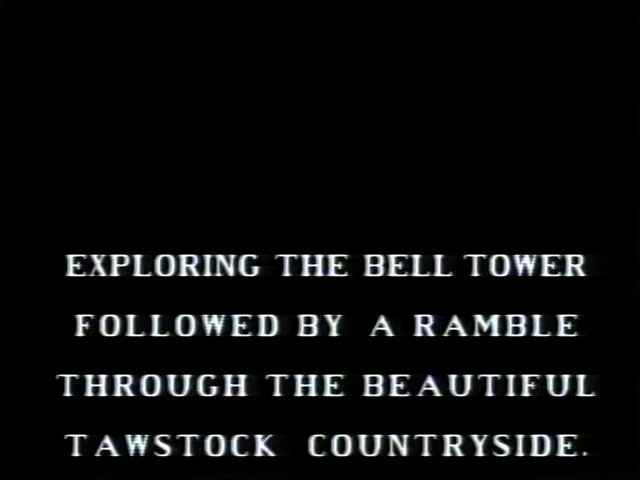 EXPLORING THE BELL TOWER
FOLLOWED BY A RAMBLE
THROUGH THE BEAUTIFUL
TAWSTOCK COUNTRYSIDE.